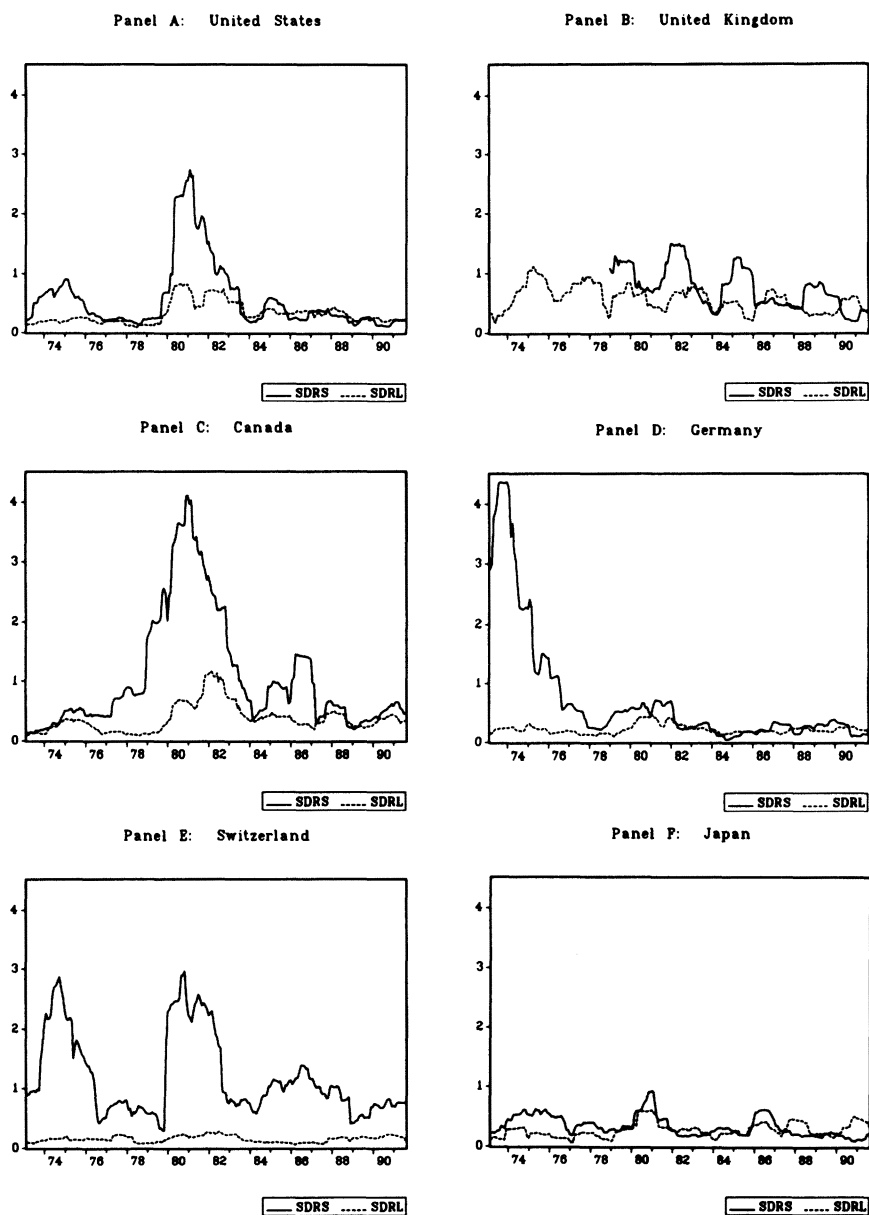 Panel A: United States
Panel B: United Kingdom
4
3
2
1
0
74 76 78 80 82 84 86 88 90
4
3
2
1
0
74 76 78 80 82 84 86 88 90
SDRS SDRL
SDRS SDRL
Panel C: Canada
Panel D: Germany
4
3
2
1
0
74 76 78 80 82 84 86 88 90
4
3
2
1
0
74 76 78 80 82 84 86 88 90
SDRS SDRL
SDRS SDRL
Panel E: Switzerland
Panel F: Japan
4
3
2
1
0
74 76 78 80 82 84 86 88 90
4
3
2
1
0
74 76 78 80 82 84 86 88 90
SDRS SDRL
SDRS SDRL